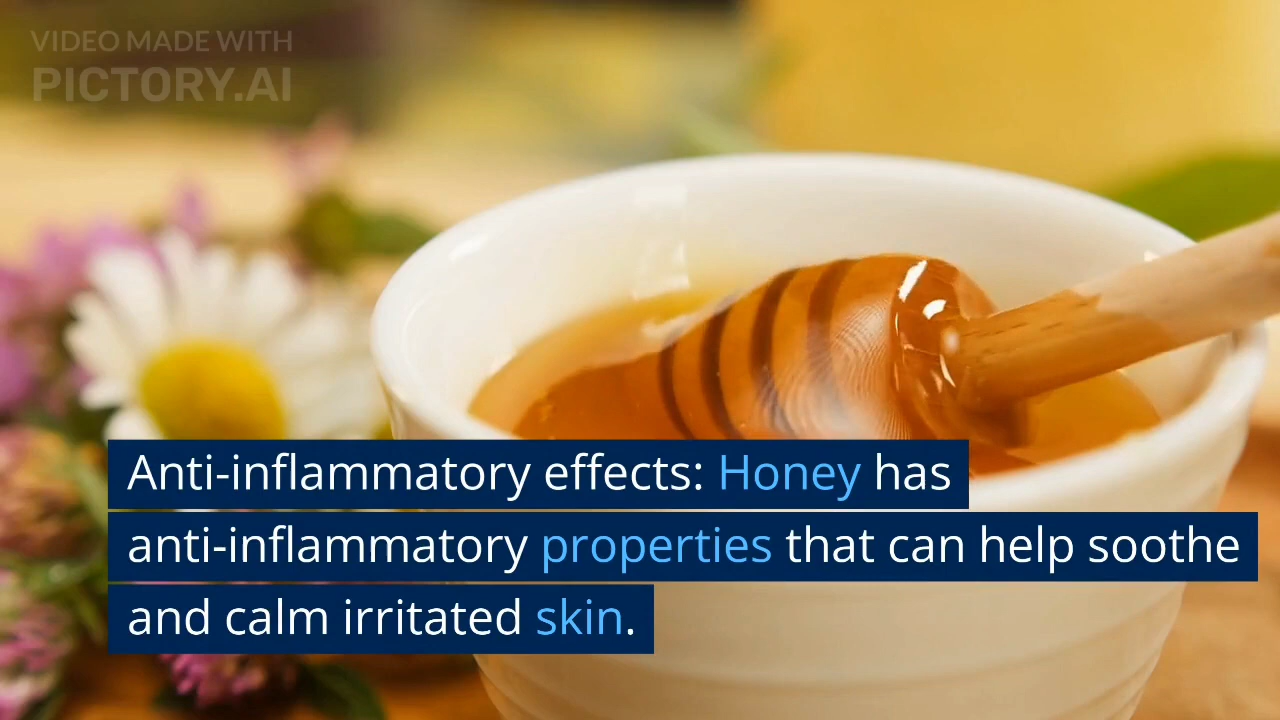 VIDEO MADE WITH
PICTORY.AI
Anti-inflammatory effects: Honey has
anti-inflammatory properties that can help soothe
and calm irritated skin.